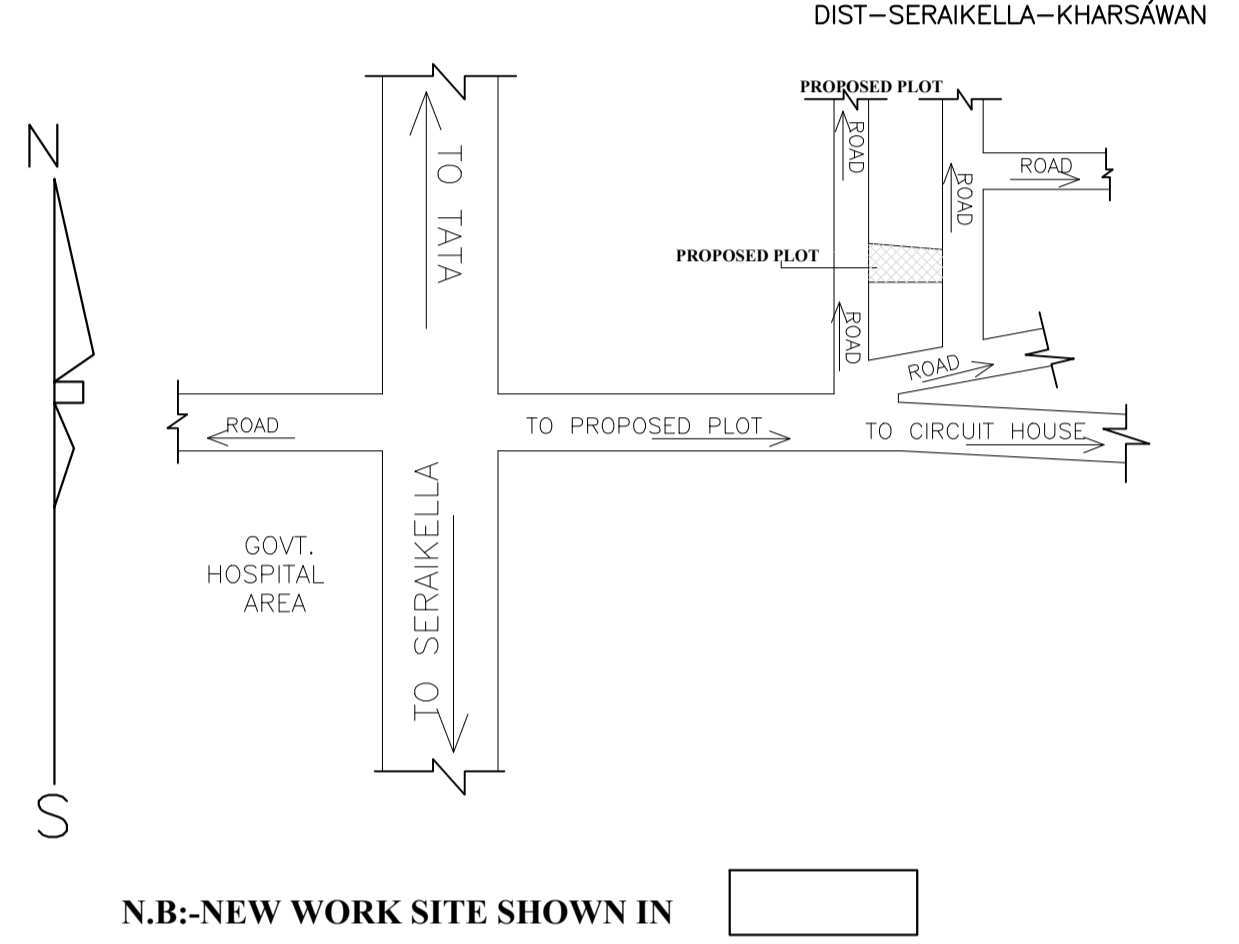 DIST-SERAIKELLA-KHARSAWAN
PROPOSED PLOT
N
TO TATA
ROAD
ROAD
ROAD
PROPOSED PLOT
ROAD
ROAD
ROAD
TO PROPOSED PLOT
TO CIRCUIT HOUSE
TO SERAIKELLA
GOVT.
HOSPITAL
AREA
S
N.B:-NEW WORK SITE SHOWN IN